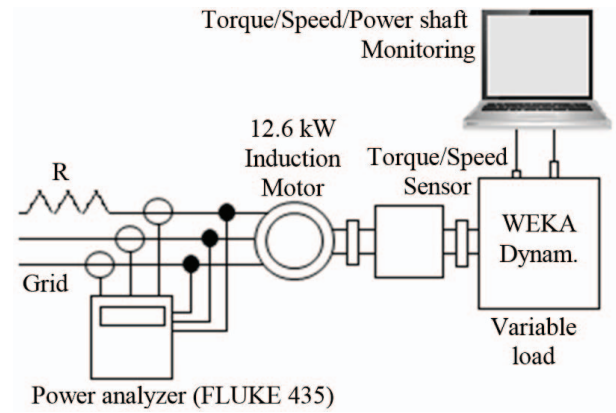 Torque/Speed/Power shaft
Monitoring
12.6 kW
Induction
Motor
Torque/Speed
Sensor
R
WEKA
Dynam.
Grid
Variable
load
Power analyzer (FLUKE 435)